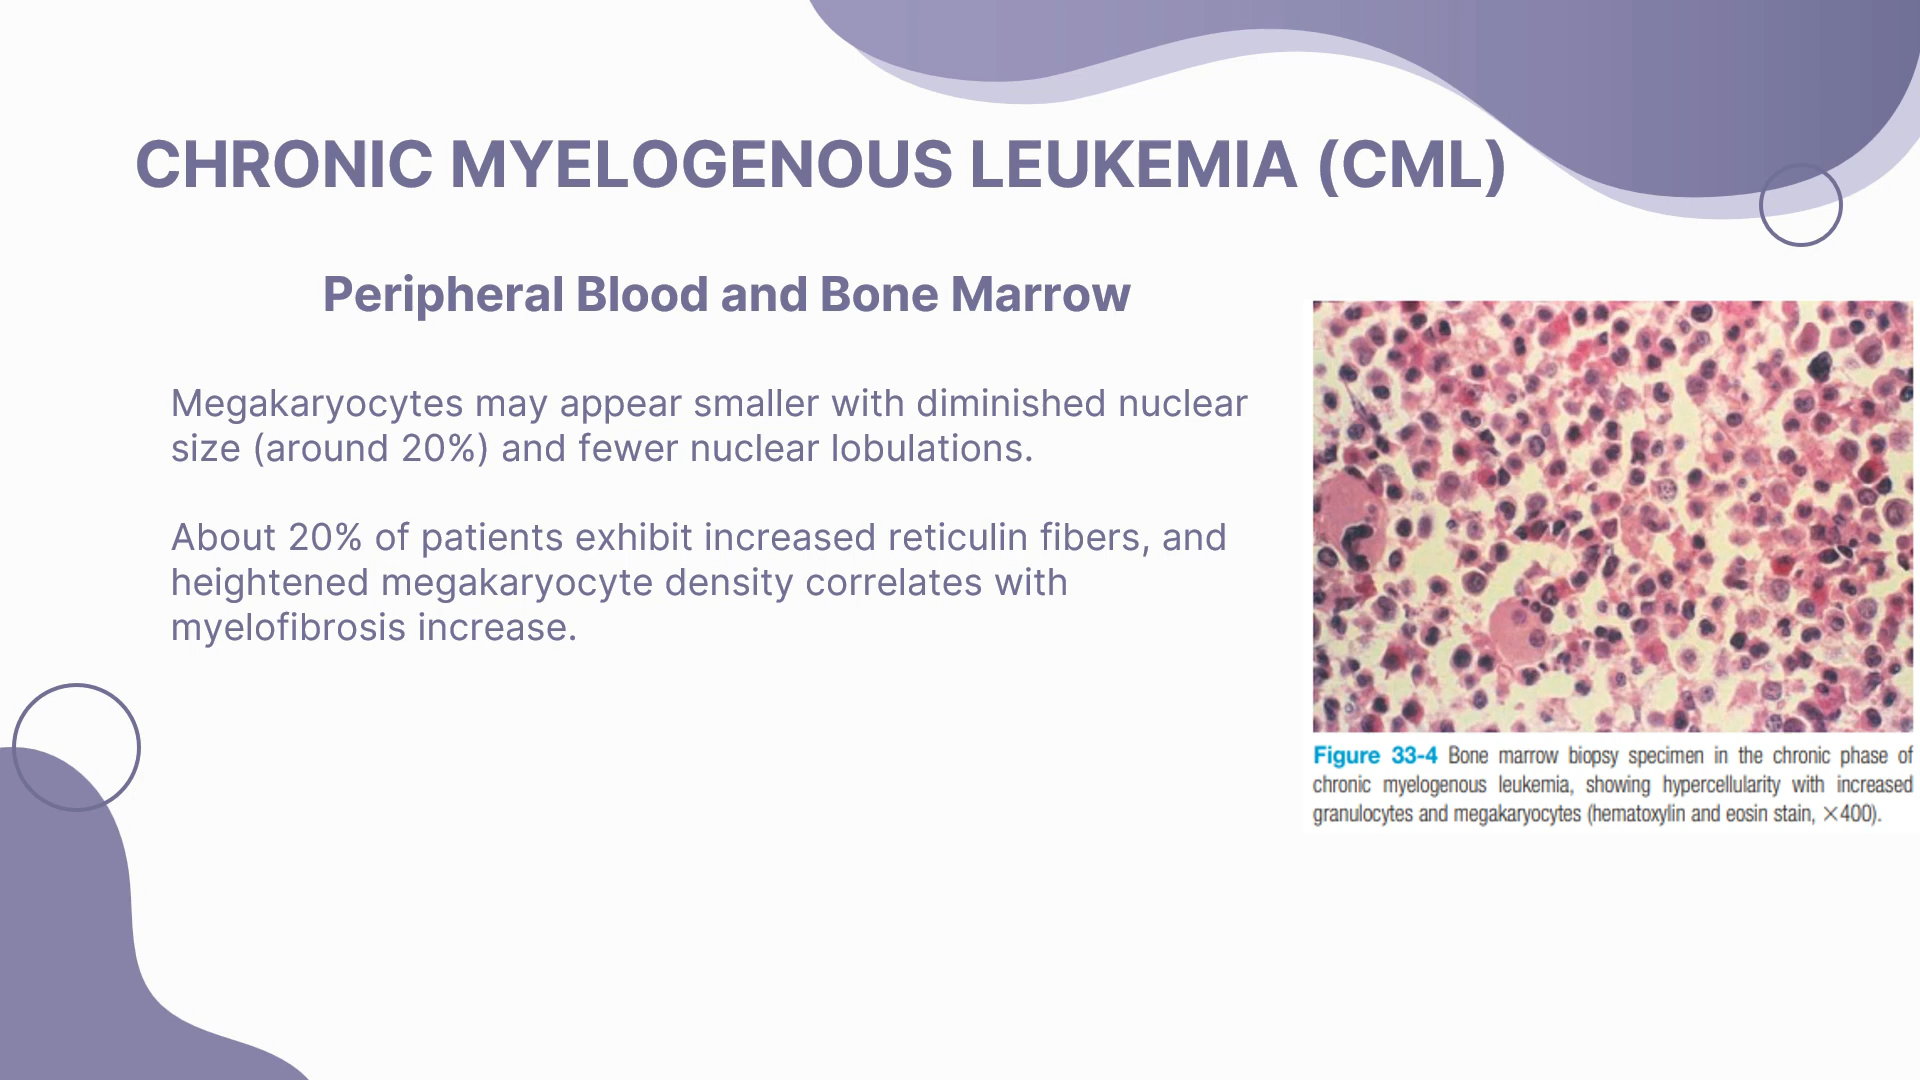 CHRONIC MYELOGENOUS LEUKEMIA (CML)
Peripheral Blood and Bone Marrow
Megakaryocytes may appear smaller with diminished nuclear
size (around 20%) and fewer nuclear lobulations.
About 20% of patients exhibit increased reticulin fibers, and
heightened megakaryocyte density correlates with
myelofibrosis increase.
Figure 33-4 Bone marrow biopsy specimen in the chronic phase of
chronic myelogenous leukemia, showing hypercellularity with increased
granulocytes and megakaryocytes (hematoxylin and eosin stain, ×400).